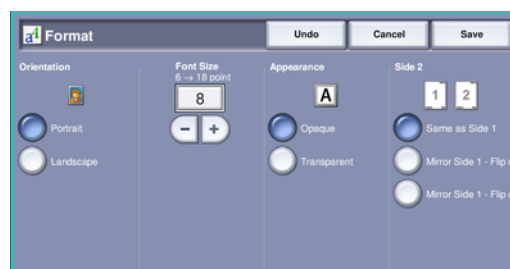 Format
Undo
Cancel
Save
Orientation
Portrait
Landscape
Font Size
6 → 18 point
8
- +
Appearance
A
Opaque
Transparent
Side 2
1 2
Same as Side 1
Mirror Side 1 - Flip
Mirror Side 1 - Flip